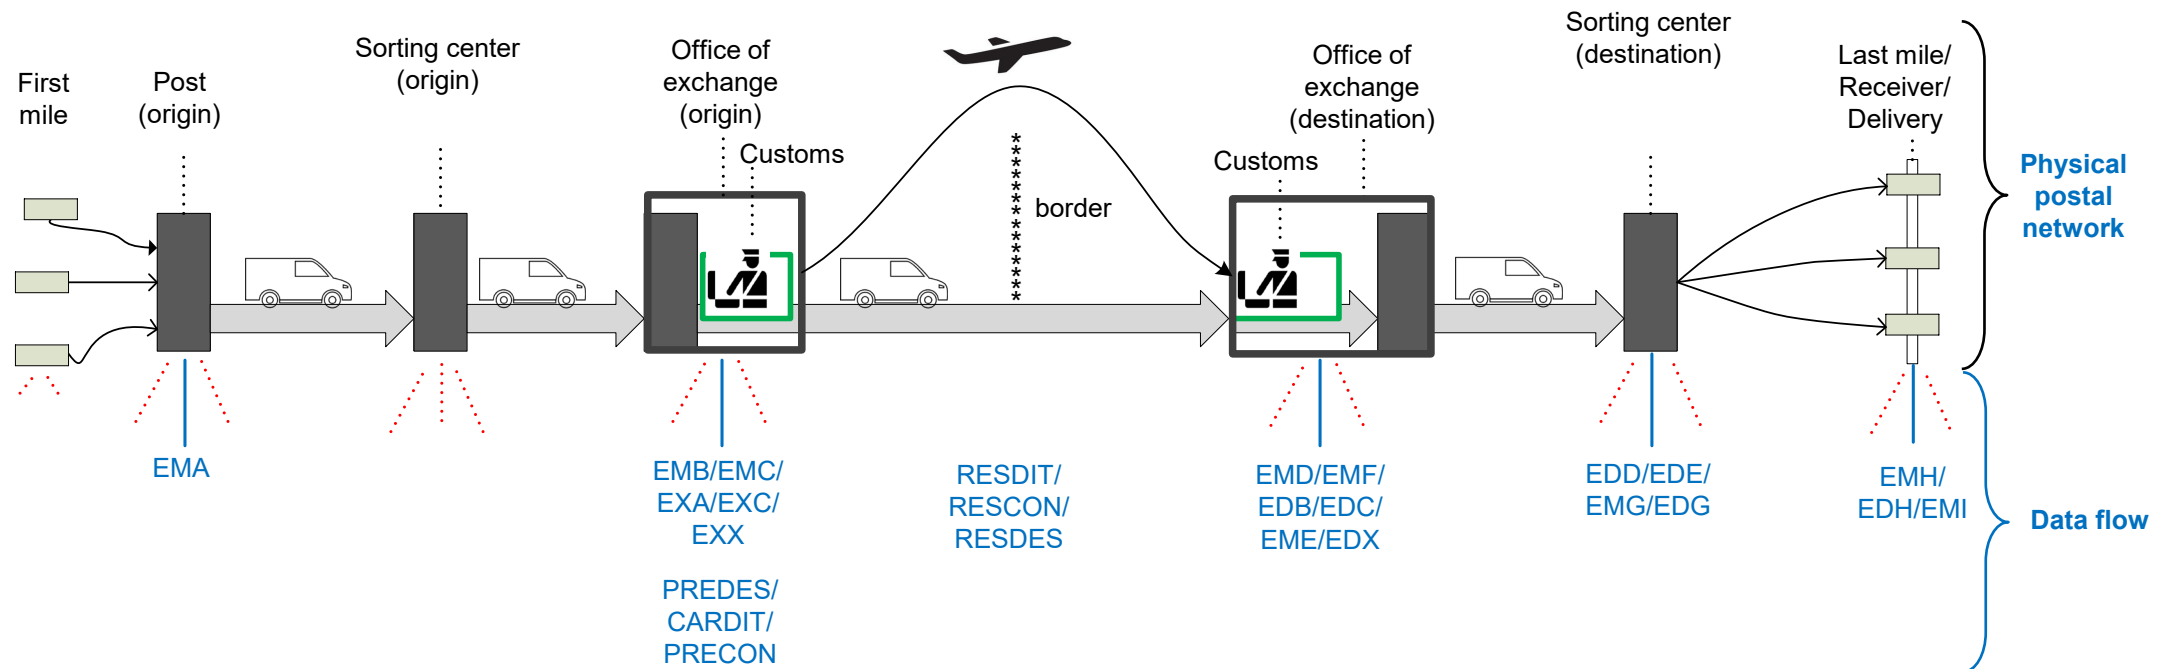 First
mile
Post
(origin)
Sorting center
(origin)
Office of
exchange
(origin)
Customs
border
Office of
exchange
(destination)
Customs
Sorting center
(destination)
Last mile/
Receiver/
Delivery
Physical
postal
network
EMA
EMB/EMC/
EXA/EXC/
EXX
PREDES/
CARDIT/
PRECON
RESDIT/
RESCON/
RESDES
EMD/EMF/
EDB/EDC/
EME/EDX
EDD/EDE/
EMG/EDG
EMH/
EDH/EMI
Data flow